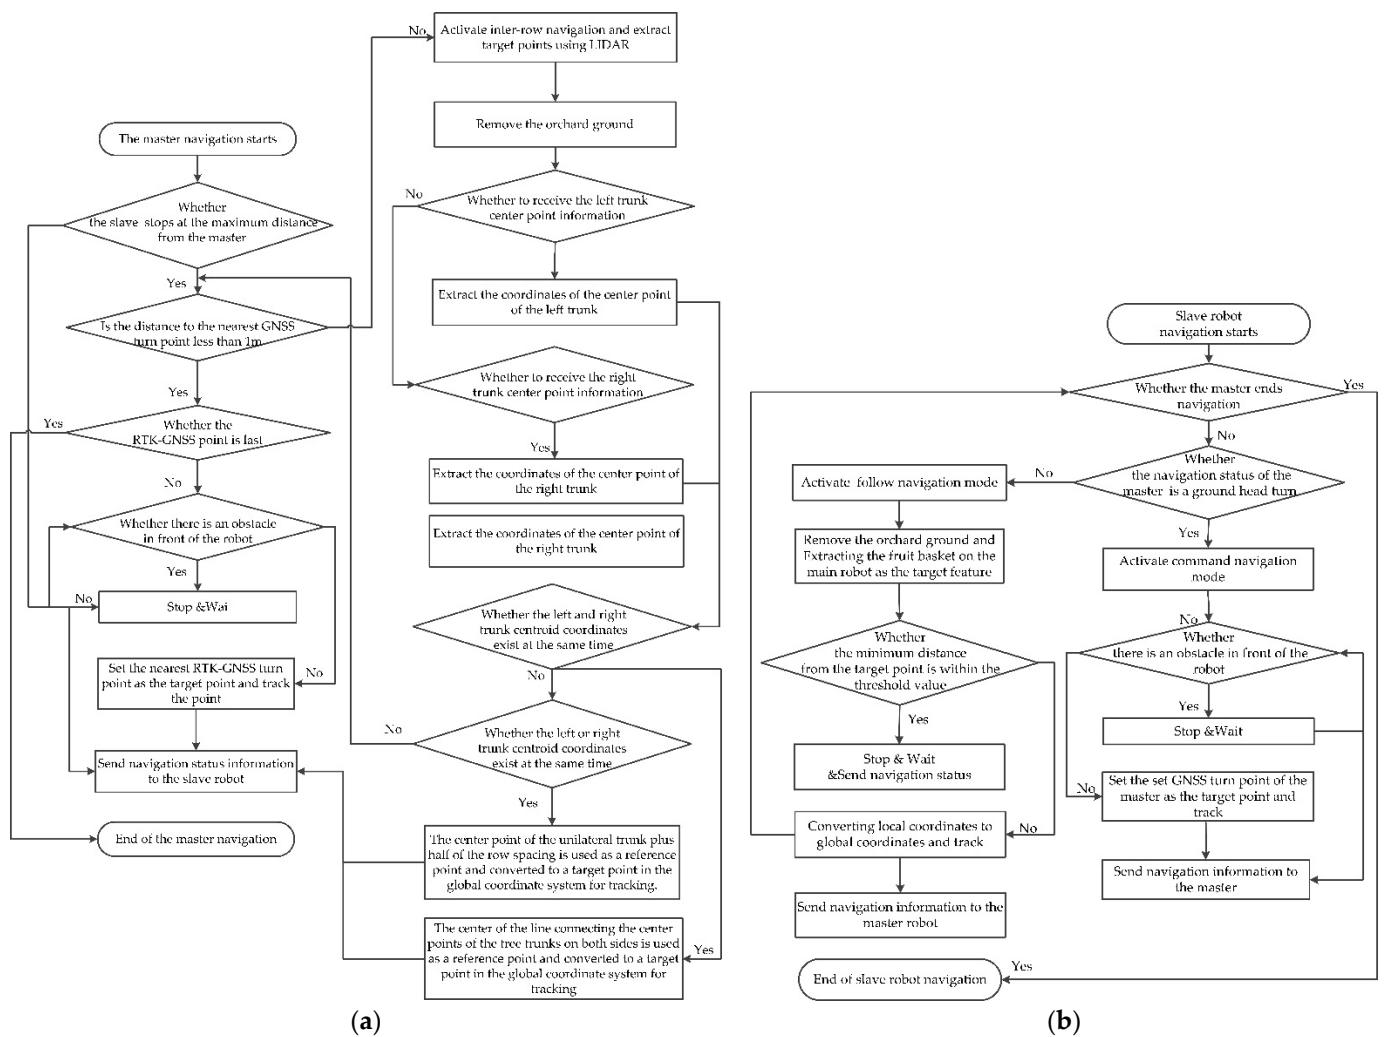 The master navigation starts
Whether
the slave stops at the maximum distance
from the master
Yes
Is the distance to the nearest GNSS
turn point less than 1m
Yes
Yes
Whether the
RTK-GNSS point is last
No
Whether there is an obstacle
in front of the robot
Yes
No
Stop &Wai
Set the nearest RTK-GNSS turn
point as the target point and track
the point
No
Send navigation status information
to the slave robot
End of the master navigation
No
Activate inter-row navigation and extract
target points using LIDAR
Remove the orchard ground
No
Whether to receive the left trunk
center point information
Extract the coordinates of the center point
of the left trunk
Whether to receive the right
trunk center point information
Yes
Extract the coordinates of the center point of
the right trunk
Extract the coordinates of the center point of
the right trunk
Whether the left and right
trunk centroid coordinates
exist at the same time
No
No
Whether the left or right
trunk centroid coordinates
exist at the same time
Yes
The center point of the unilateral trunk plus
half of the row spacing is used as a reference
point and converted to a target point in the
global coordinate system for tracking.
The center of the line connecting the center
points of the tree trunks on both sides is used
as a reference point and converted to a target
point in the global coordinate system for
tracking
Yes
(a)
Slave robot
navigation starts
Whether the master ends
navigation
Yes
No
Whether
the navigation status of the
master is a ground head turn
No
Activate follow navigation mode
Yes
Remove the orchard ground and
Extracting the fruit basket on the
main robot as the target feature
Activate command navigation
mode
No
Whether
the minimum distance
from the target point is within the
threshold value
Whether
there is an obstacle in front of the
robot
Yes
Yes
Stop & Wait
&Send navigation status
Stop &Wait
No
Set the set GNSS turn point of the
master as the target point and
track
Converting local coordinates to
global coordinates and track
No
Send navigation information to
the master
Send navigation information to the
master robot
End of slave robot navigation
Yes
(b)